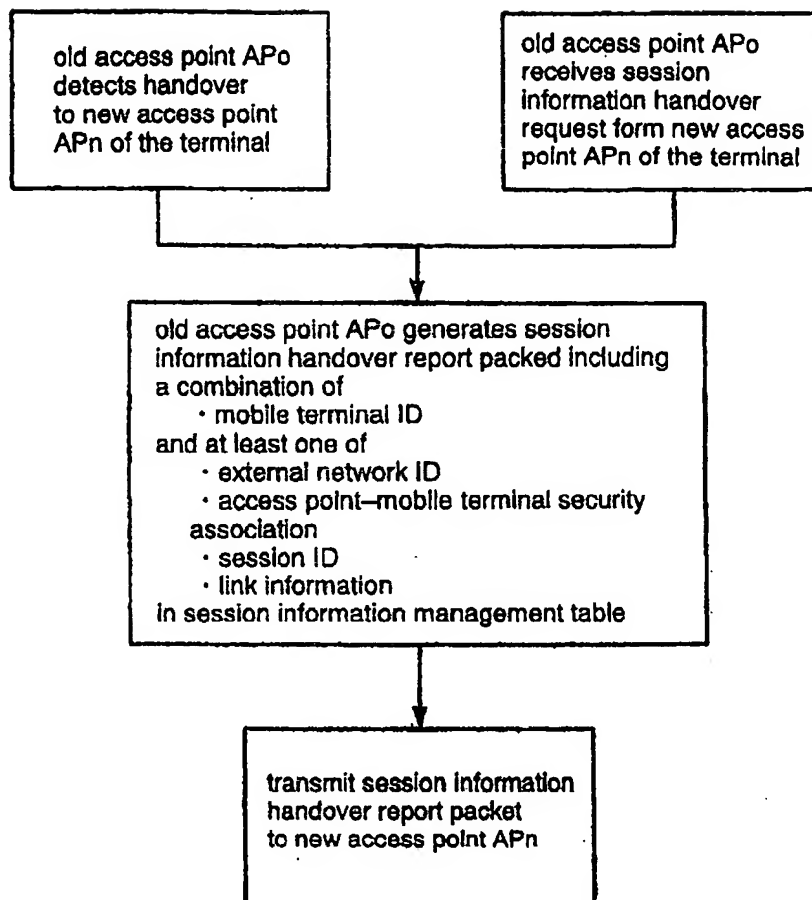 old access point APo
detects handover
to new access point
APn of the terminal
old access point APo
receives session
information handover
request form new access
point APn of the terminal
old access point APo generates session
information handover report packed including
a combination of
· mobile terminal ID
and at least one of
· external network ID
· access point–mobile terminal security
association
· session ID
· link information
in session information management table
transmit session information
handover report packet
to new access point APn